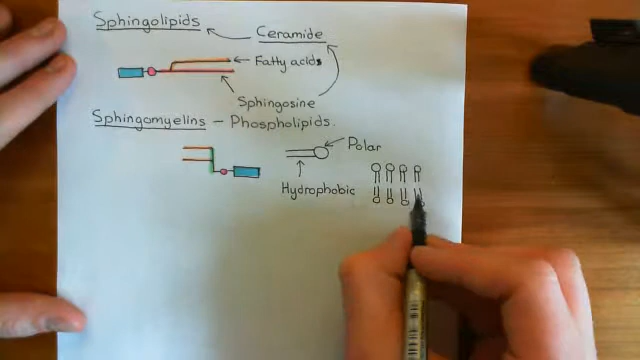 Sphingolipids
Ceramide
Fatty acids
Sphingosine
Sphingomyelins - Phospholipids.
Polar
Hydrophobic